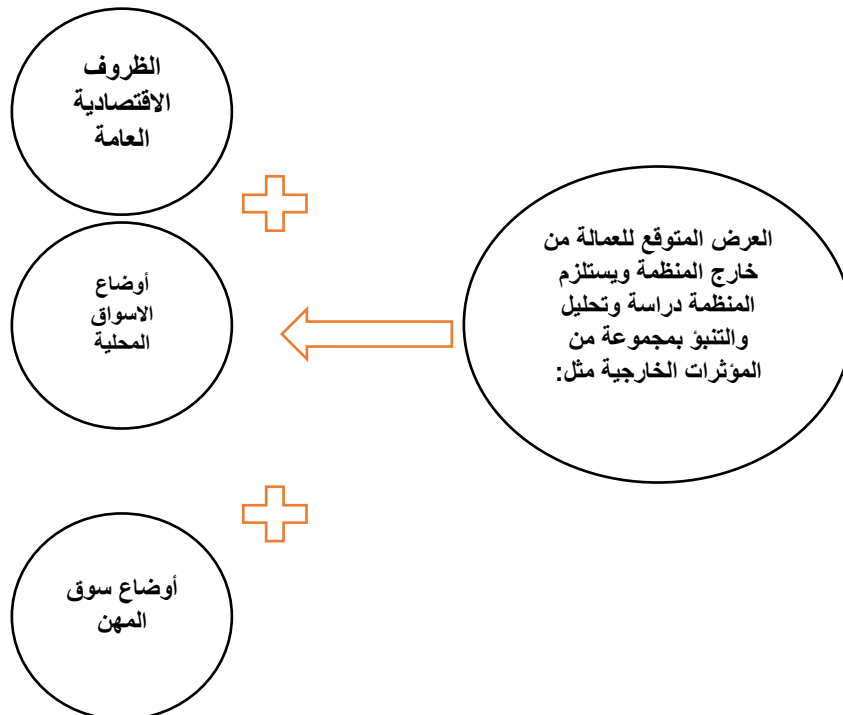 العرض المتوقع للعمالة من
خارج المنظمة ويستلزم
المنظمة دراسة وتحليل
والتنبؤ بمجموعة من
المؤثرات الخارجية مثل:
الظروف
الاقتصادية
العامة
أوضاع
الاسواق
المحلية
أوضاع سوق
المهن